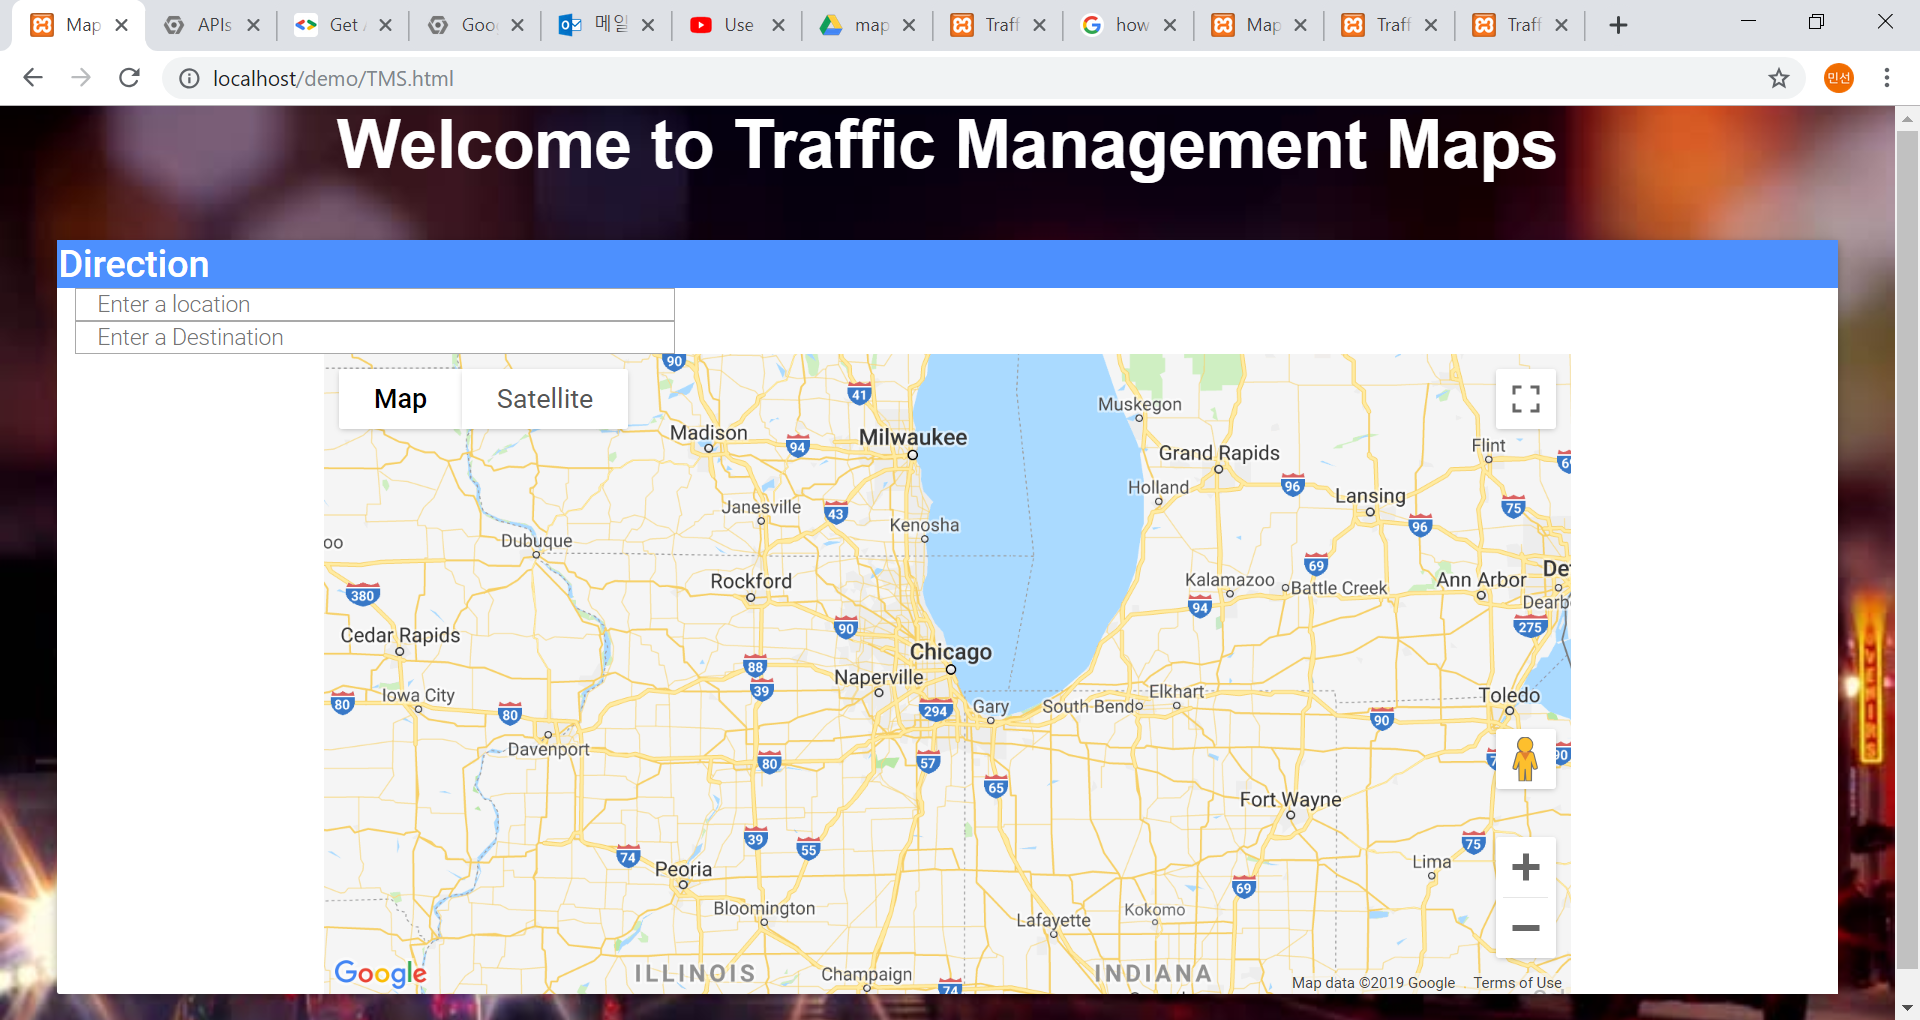 Map
APIs
Get
Goo
메일
Use
map
Traff
how
Map
Traff
Traff
localhost/demo/TMS.html
민선
Welcome to Traffic Management Maps
Direction
Enter a location
Enter a Destination
Map Satellite
90
41
Muskegon
Madison
94
Milwaukee
Grand Rapids
Flint
Holland
96
Lansing
Janesville
43
75
Kenosha
96
oo
Dubuque
69
Rockford
Kalamazoo
Battle Creek
Ann Arbor
De
380
94
Dearb
90
275
Cedar Rapids
Chicago
88
Naperville
39
Iowa City
Elkhart
Toledo
80
80
294
Gary
South Bend
90
Davenport
80
57
90
65
Fort Wayne
39
55
75
74
Peoria
Lima
69
Bloomington
Lafayette
Kokomo
Google
ILLINOIS
Champaign
74
INDIANA
Map data ©2019 Google Terms of Use